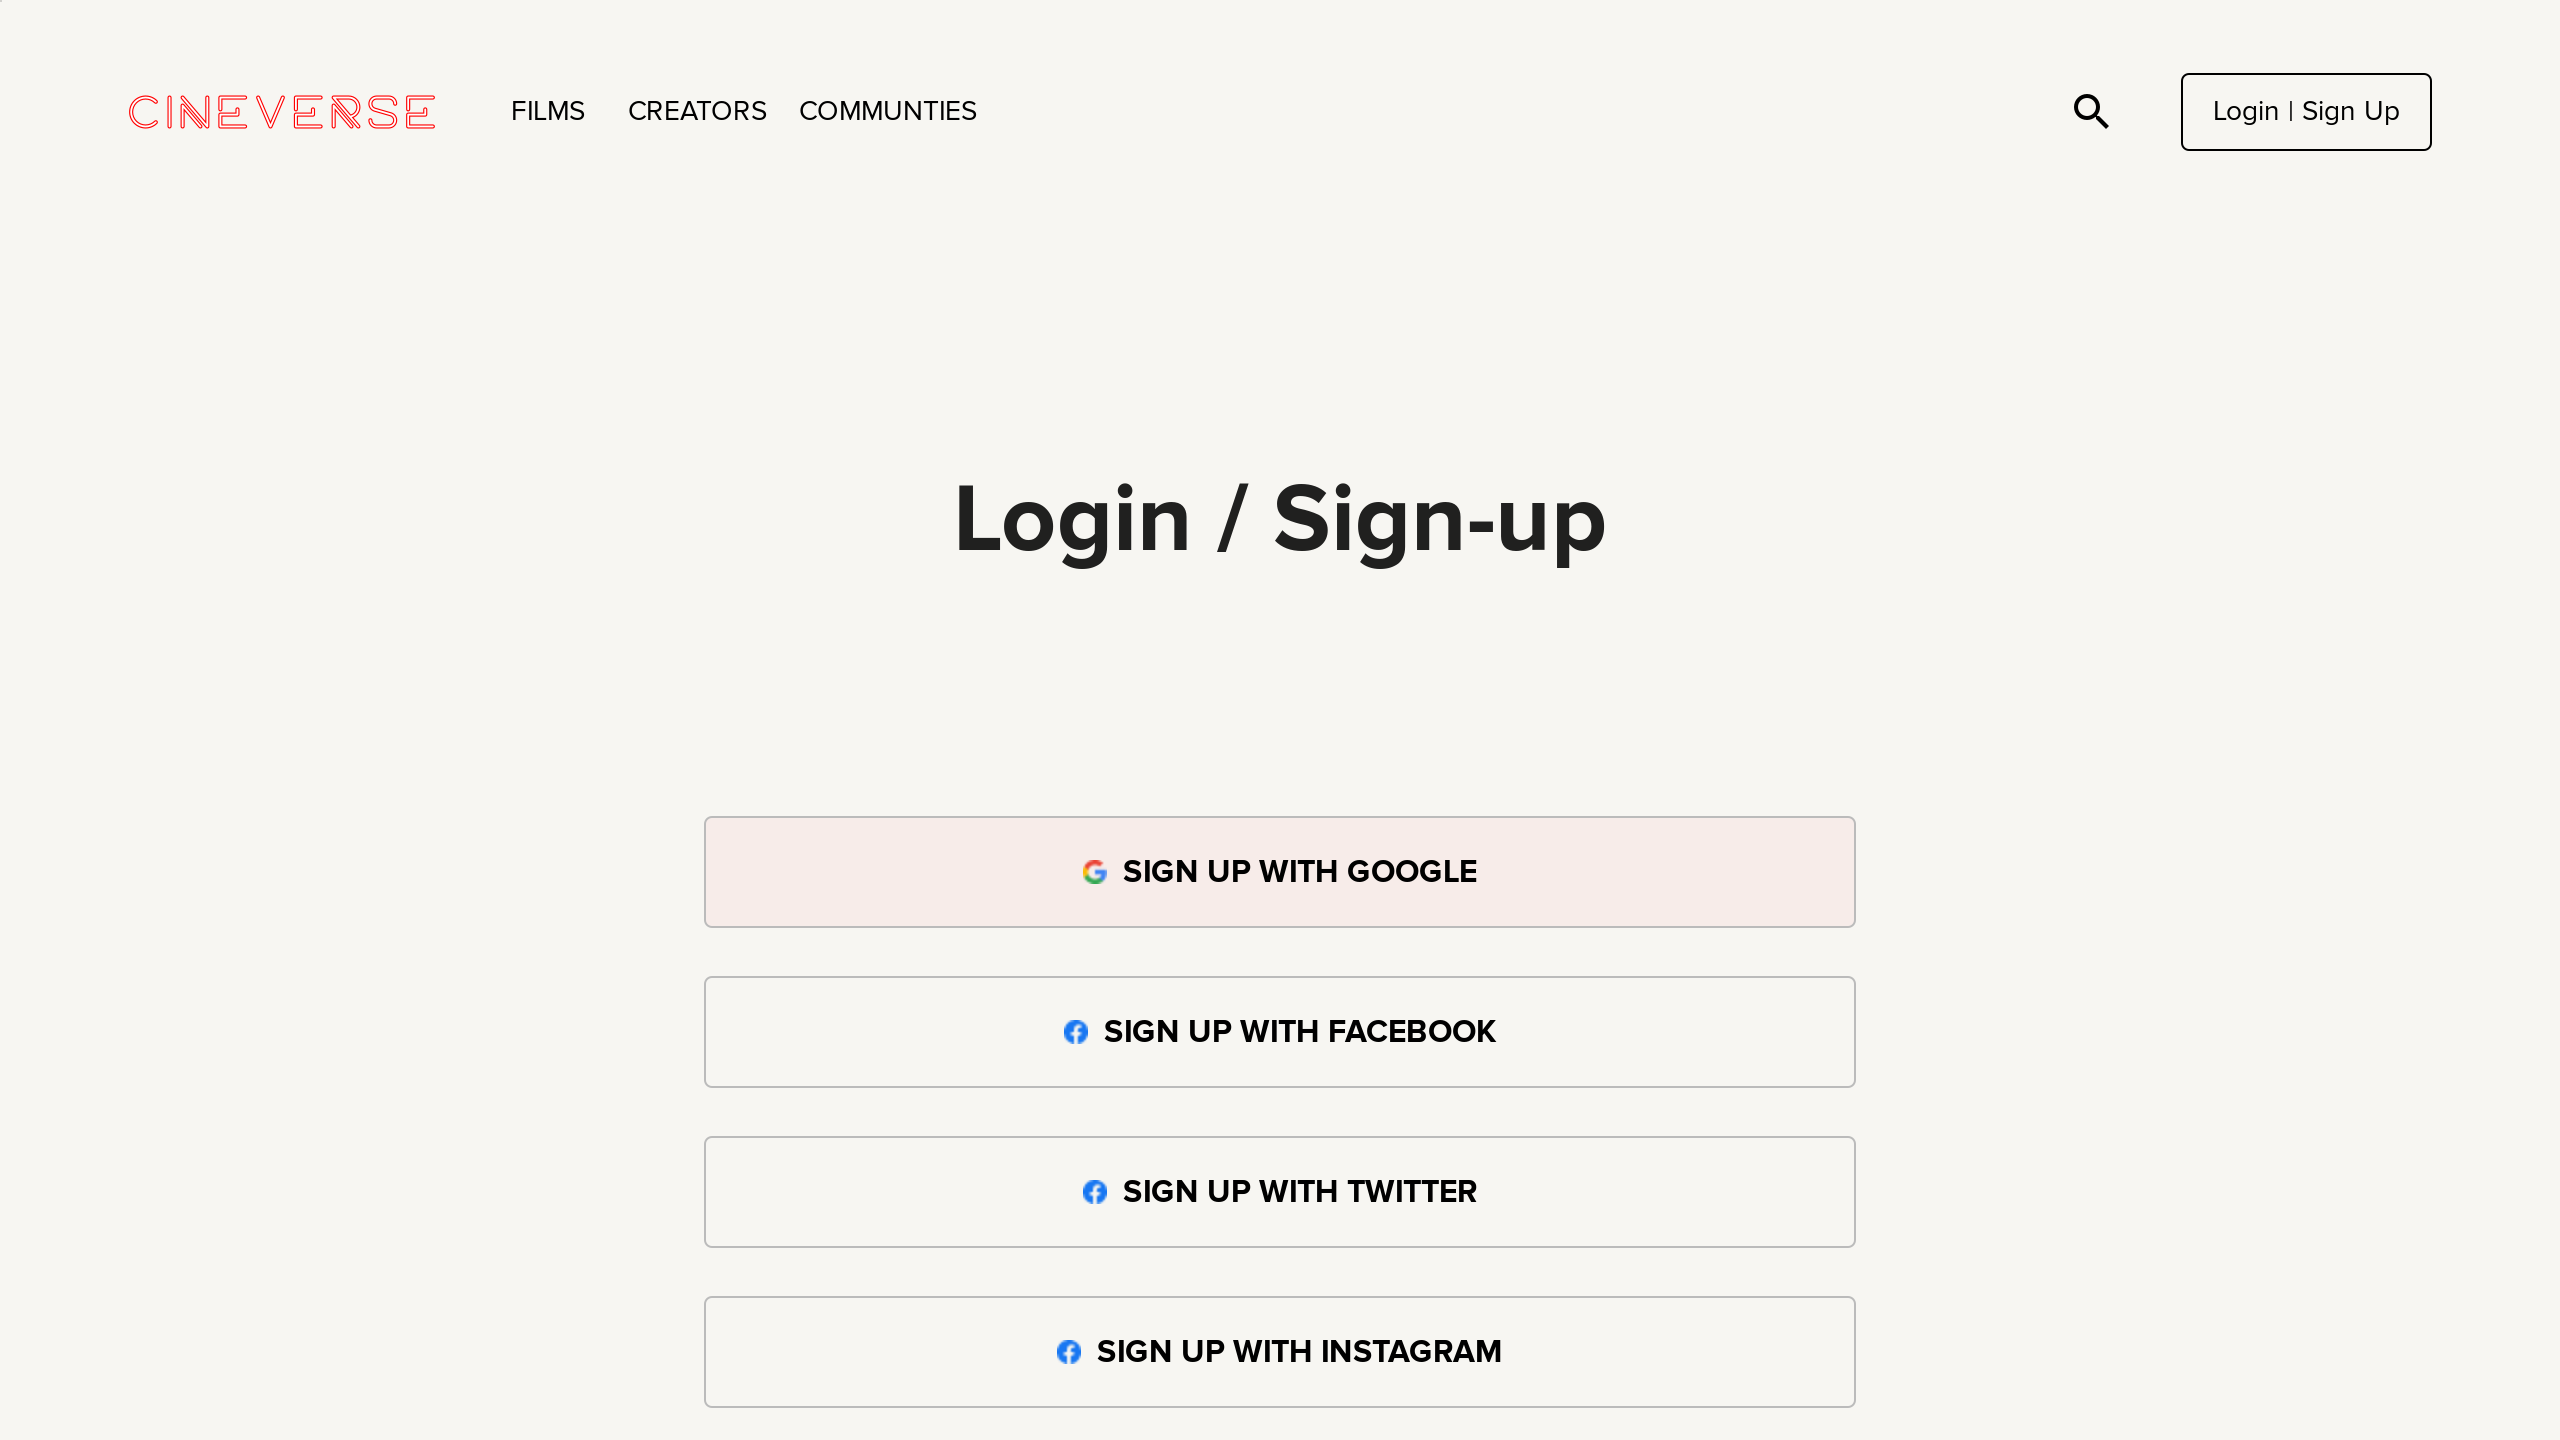 CINEVERSE FILMS CREATORS COMMUNTIES Login | Sign Up
Login / Sign-up
SIGN UP WITH GOOGLE
SIGN UP WITH FACEBOOK
SIGN UP WITH TWITTER
SIGN UP WITH INSTAGRAM